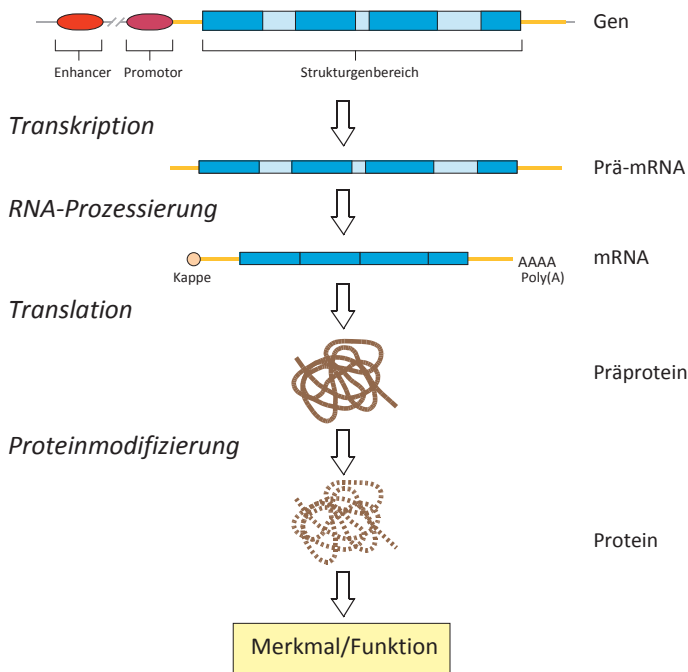 Gen
Enhancer
Promotor
Strukturgenbereich
Transkription
Prä-mRNA
RNA-Prozessierung
mRNA
AAAA
Kappe
Poly(A)
Translation
Präprotein
Proteinmodifizierung
Protein
Merkmal/Funktion